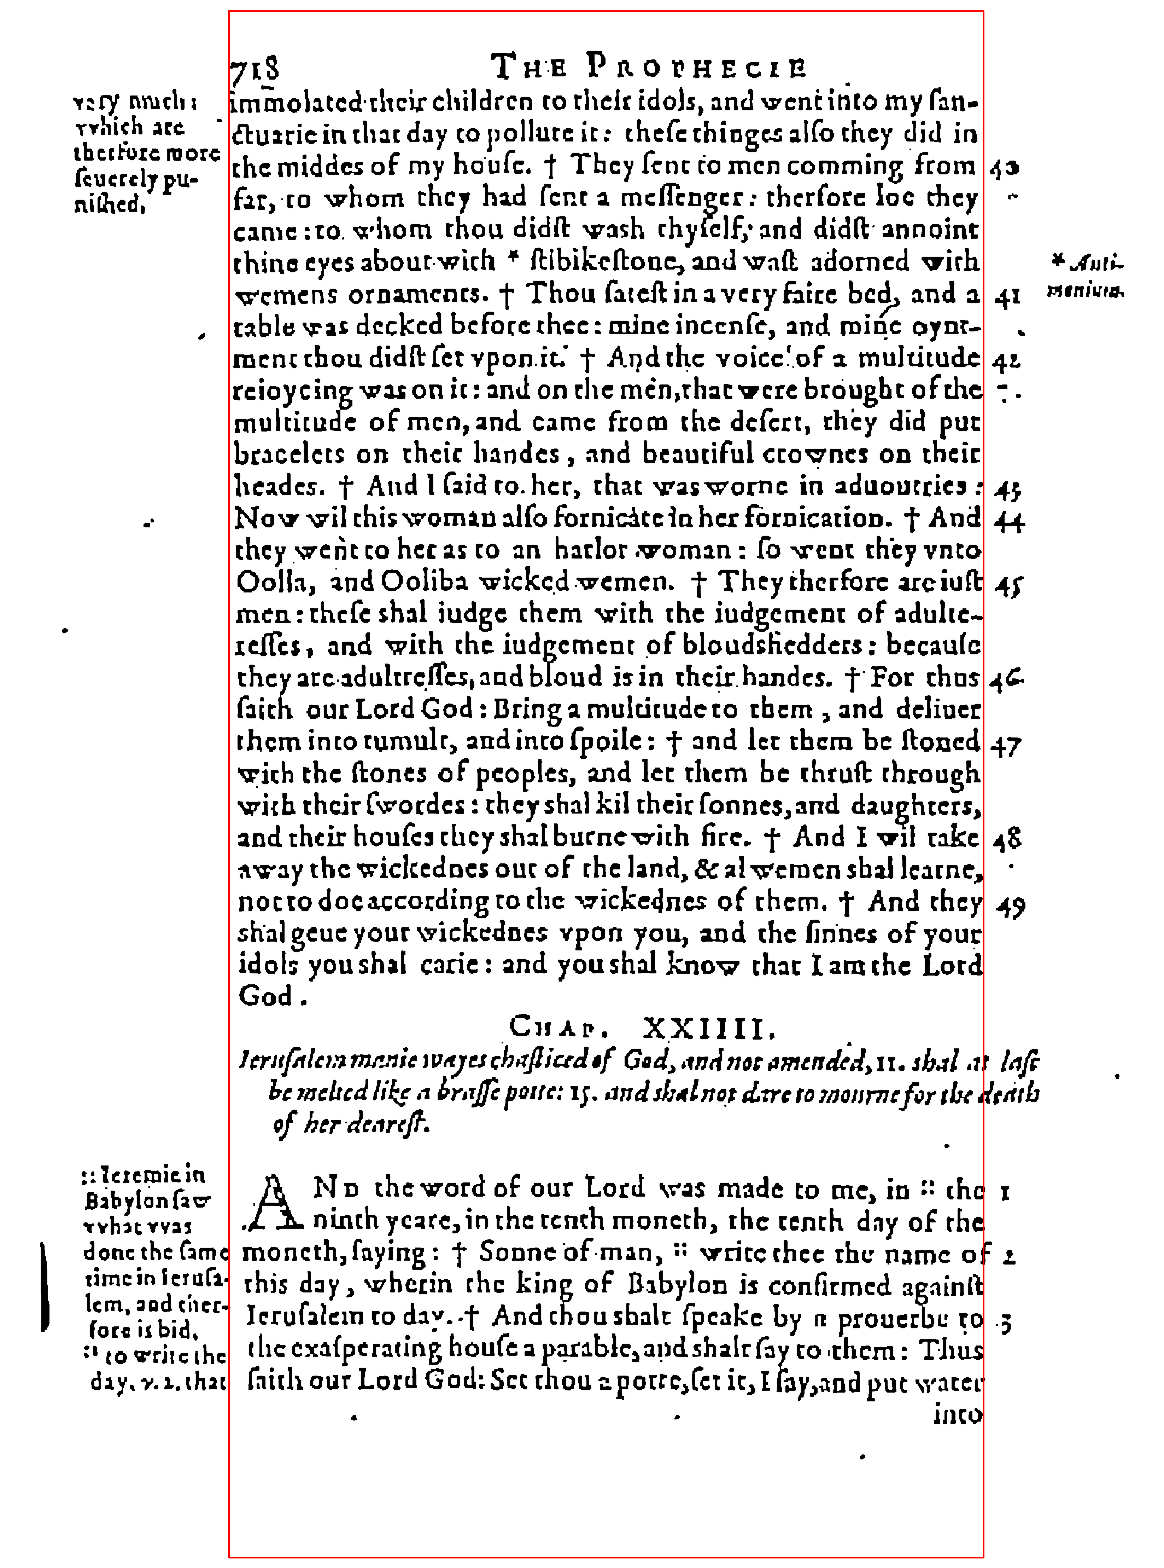 718 THE PROPHECIE
very much:
vvhich are
therfore more
ſeuerely pu-
niſhed,
immolated their children to their idols, and went into my ſan-
ctuarie in that day to pollute it: theſe thinges alſo they did in
the middes of my houſe. † They ſent to men comming from 40
far, to whom they had ſent a meſſenger: therfore loe they
came: to whom thou didſt wash thyſelf, and didſt annoint
thine eyes about with * ſtibikeſtone, and waſt adorned with
* Anti-
monium.
wemens ornaments. † Thou ſateſt in a very faire bed, and a 41
table was decked before thee: mine incenſe, and mine oynt-
ment thou didſt ſet vpon it. † And the voice of a multitude 42
reioycing was on it: and on the men, that were brought of the
multitude of men, and came from the deſert, they did put
bracelets on their handes, and beautiful crownes on their
heades. † And I ſaid to her, that was worne in aduoutries: 43
Now wil this woman alſo fornicate in her fornication. † And 44
they went to her as to an harlot woman: ſo went they vnto
Oolla, and Ooliba wicked wemen. † They therfore are iuſt 45
men: theſe shal iudge them with the iudgement of adulte-
reſſes, and with the iudgement of bloudshedders: becauſe
they are adultreſſes, and bloud is in their handes. † For thus 46
ſaith our Lord God: Bring a multitude to them, and deliuer
them into tumult, and into ſpoile: † and let them be ſtoned 47
with the ſtones of peoples, and let them be thruſt through
with their ſwordes: they shal kil their ſonnes, and daughters,
and their houſes they shal burne with fire. † And I wil take 48
away the wickednes out of the land, & al wemen shal learne,
not to doe according to the wickednes of them. † And they 49
shal geue your wickednes vpon you, and the ſinnes of your
idols you shal carie: and you shal know that I am the Lord
God.
CHAP. XXIIII.
Ieruſalem manie wayes chaſticed of God, and not amended, 11. shal at laſt
be melted like a braſſe potte: 15. and shal not dare to mourne for the death
of her deareſt.
:: Ieremie in
Babylon ſaw
vvhat vvas
done the ſame
time in Ieruſa-
lem, and ther-
fore is bid,
:: to write the
day. v. 2. that
AND the word of our Lord was made to me, in :: the 1
ninth yeare, in the tenth moneth, the tenth day of the
moneth, ſaying: † Sonne of man, :: write thee the name of 2
this day, wherin the king of Babylon is confirmed againſt
Ieruſalem to day. † And thou shalt ſpeake by a prouerbe to 3
the exaſperating houſe a parable, and shalt ſay to them: Thus
ſaith our Lord God: Set thou a potte, ſet it, I ſay, and put water
into